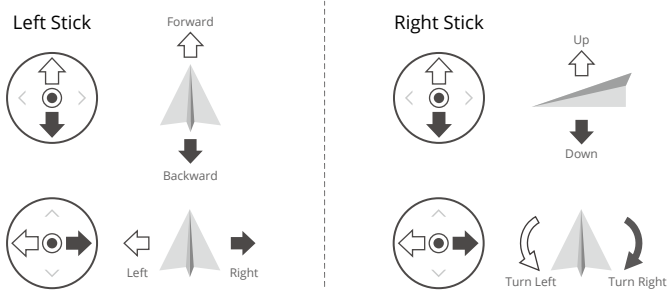 Left Stick
Forward
Backward
Left
Right
Right Stick
Up
Down
Turn Left
Turn Right